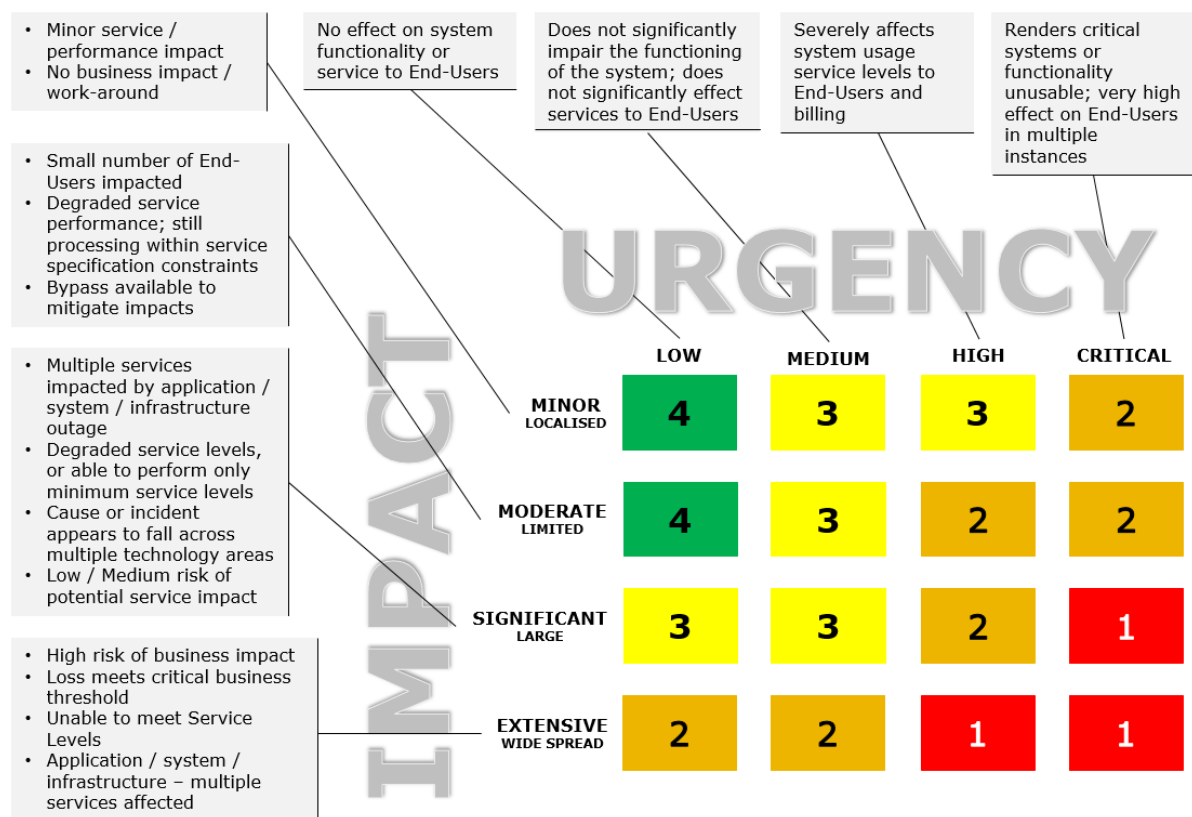 • Minor service /
performance impact
• No business impact /
work-around
No effect on system
functionality or
service to End-Users
Does not significantly
impair the functioning
of the system; does
not significantly effect
services to End-Users
Severely affects
system usage
service levels to
End-Users and
billing
Renders critical
systems or
functionality
unusable; very high
effect on End-Users
in multiple
instances
• Small number of End-
Users impacted
• Degraded service
performance; still
processing within service
specification constraints
• Bypass available to
mitigate impacts
• Multiple services
impacted by application /
system / infrastructure
outage
• Degraded service levels,
or able to perform only
minimum service levels
• Cause or incident
appears to fall across
multiple technology areas
• Low / Medium risk of
potential service impact
• High risk of business impact
• Loss meets critical business
threshold
• Unable to meet Service
Levels
• Application / system /
infrastructure – multiple
services affected
URGENCY
IMPACT
LOW MEDIUM HIGH CRITICAL
MINOR
LOCALISED
4 3 3 2
MODERATE
LIMITED
4 3 2 2
SIGNIFICANT
LARGE
3 3 2 1
EXTENSIVE
WIDE SPREAD
2 2 1 1